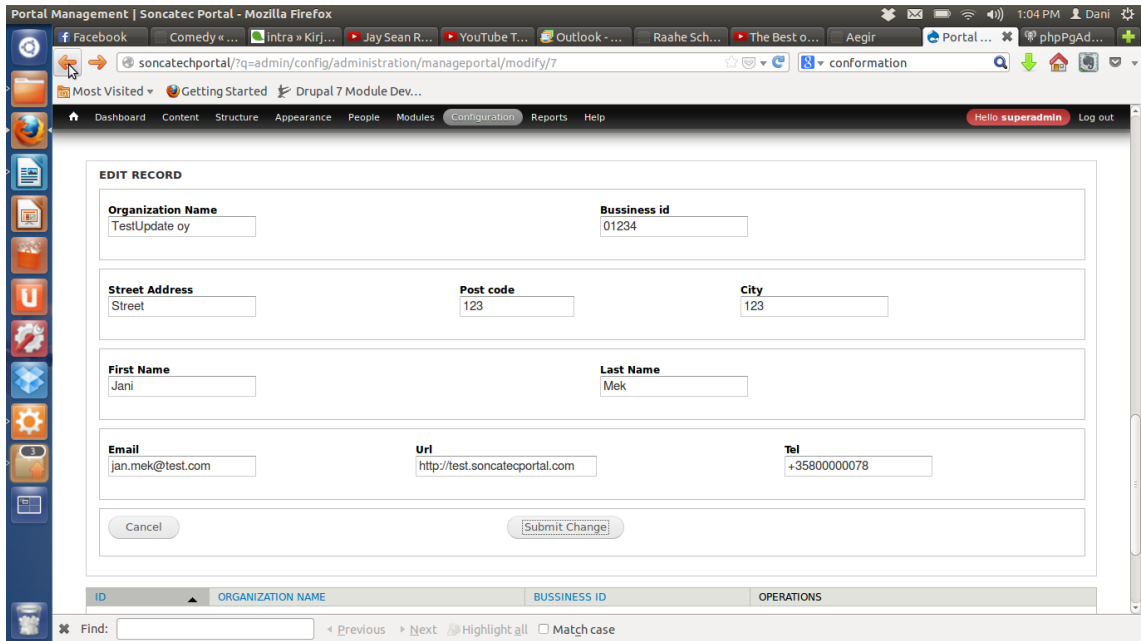 Portal Management | Soncatec Portal - Mozilla Firefox 1:04 PM Dani
Facebook Comedy « ... intra » Kirj... Jay Sean R... YouTube T... Outlook - ... Raahe Sch... The Best o... Aegir Portal ... phpPgAd...
soncatechportal/?q=admin/config/administration/manageportal/modify/7 conformation
Most Visited Getting Started Drupal 7 Module Dev...
Dashboard Content Structure Appearance People Modules Configuration Reports Help Hello superadmin Log out
EDIT RECORD
Organization Name Bussiness id
TestUpdate oy 01234
Street Address Post code City
Street 123 123
First Name Last Name
Jani Mek
Email Url Tel
jan.mek@test.com http://test.soncatecportal.com +35800000078
3
Cancel Submit Change
ID ORGANIZATION NAME BUSSINESS ID OPERATIONS
Find: Previous Next Highlight all Match case